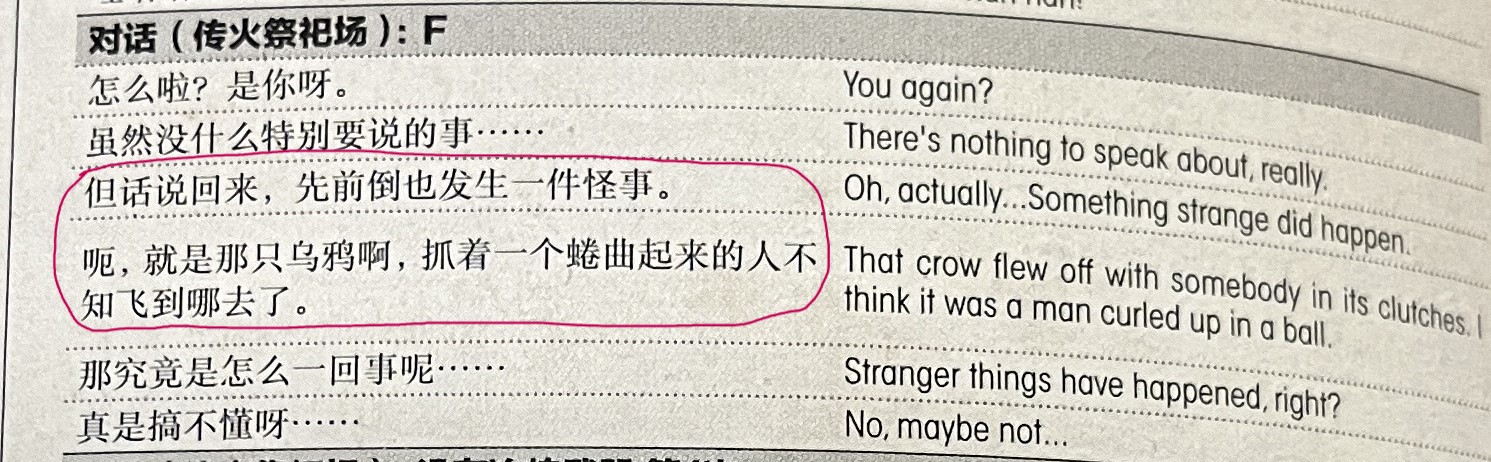 对话（传火祭祀场）：F
怎么啦？是你呀。
You again?
虽然没什么特别要说的事……
There's nothing to speak about, really.
但话说回来，先前倒也发生一件怪事。
Oh, actually...Something strange did happen.
呃，就是那只乌鸦啊，抓着一个蜷曲起来的人不
知飞到哪去了。
That crow flew off with somebody in its clutches. I
think it was a man curled up in a ball.
那究竟是怎么一回事呢……
Stranger things have happened, right?
真是搞不懂呀……
No, maybe not...